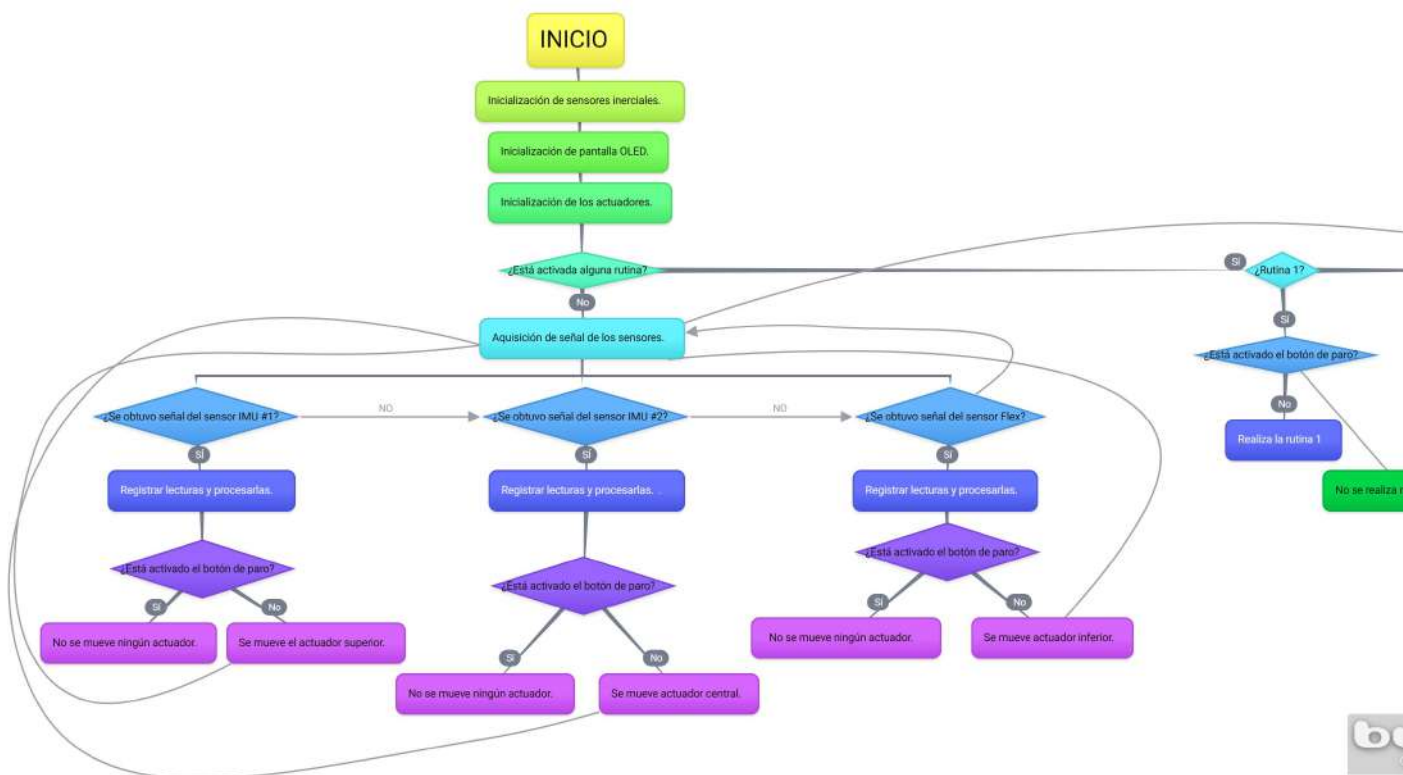 INICIO
Inicialización de sensores inerciales.
Inicialización de pantalla OLED.
Inicialización de los actuadores.
¿Está activada alguna rutina?
Sí
¿Rutina 1?
No
Sí
Aquisición de señal de los sensores.
¿Está activado el botón de paro?
¿Se obtuvo señal del sensor IMU #1?
NO
¿Se obtuvo señal del sensor IMU #2?
NO
¿Se obtuvo señal del sensor Flex?
No
Realiza la rutina 1
SÍ
SÍ
Sí
Registrar lecturas y procesarlas.
Registrar lecturas y procesarlas. .
Registrar lecturas y procesarlas.
No se realiza
¿Está activado el botón de paro?
¿Está activado el botón de paro?
¿Está activado el botón de paro?
Sí
No
Sí
No
Sí
No
No se mueve ningún actuador.
Se mueve el actuador superior.
No se mueve ningún actuador.
Se mueve actuador central.
No se mueve ningún actuador.
Se mueve actuador inferior.